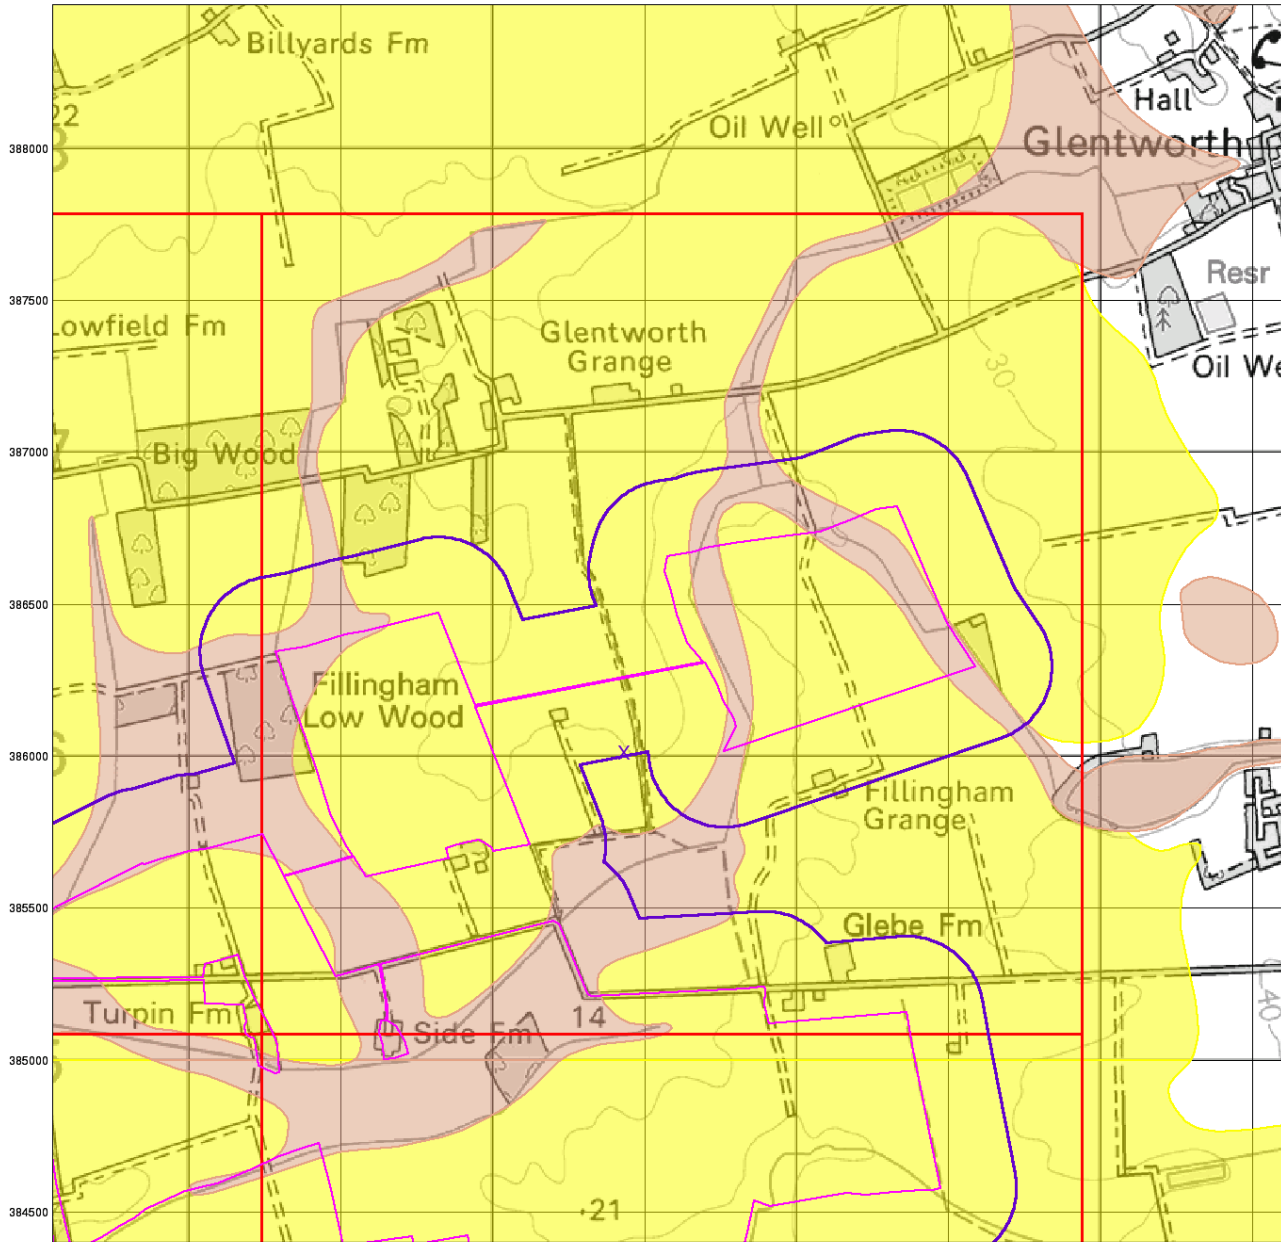 Billyards Fm
22
Hall
Oil Well
388000
Glentworth
Resr
387500
Lowfield Fm
Glentworth
Grange
30
Oil We
387000
Big Wood
386500
Fillingham
Low Wood
X
386000
Fillingham
Grange
385500
Glebe Fm
Turpin Fm
14
Side Fm
40
385000
384500
21